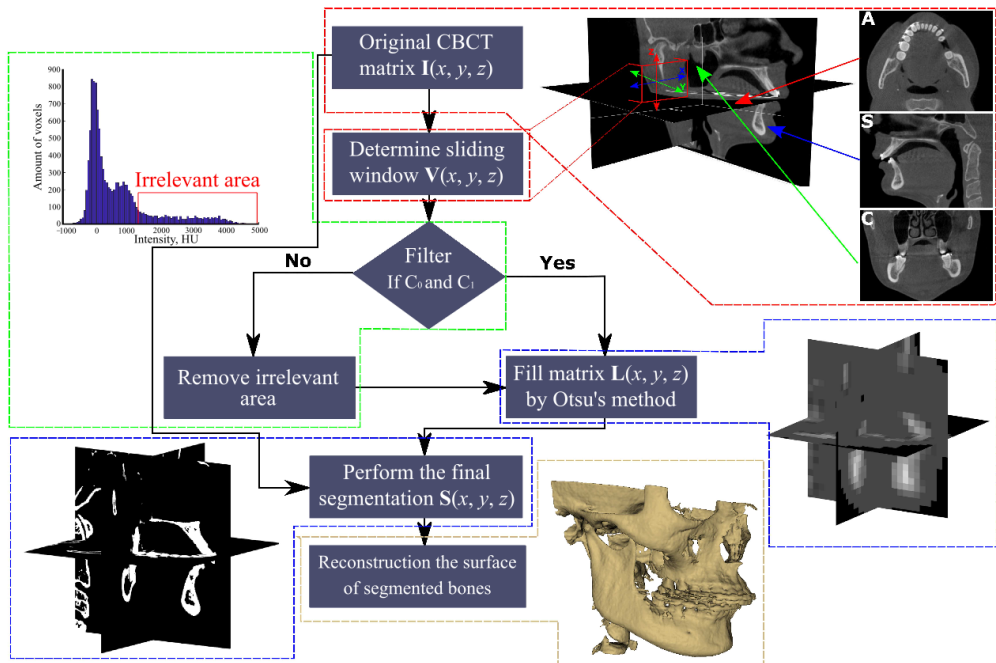 Original CBCT
matrix I(x, y, z)
Determine sliding
window V(x, y, z)
Filter
If C₀ and C₁
No
Yes
Remove irrelevant
area
Fill matrix L(x, y, z)
by Otsu's method
Perform the final
segmentation S(x, y, z)
Reconstruction the surface
of segmented bones
Amount of voxels
900
800
700
600
500
400
300
200
100
0
Irrelevant area
-1000 0 1000 2000 3000 4000 5000
Intensity, HU
Z
X
Y
A
S
C